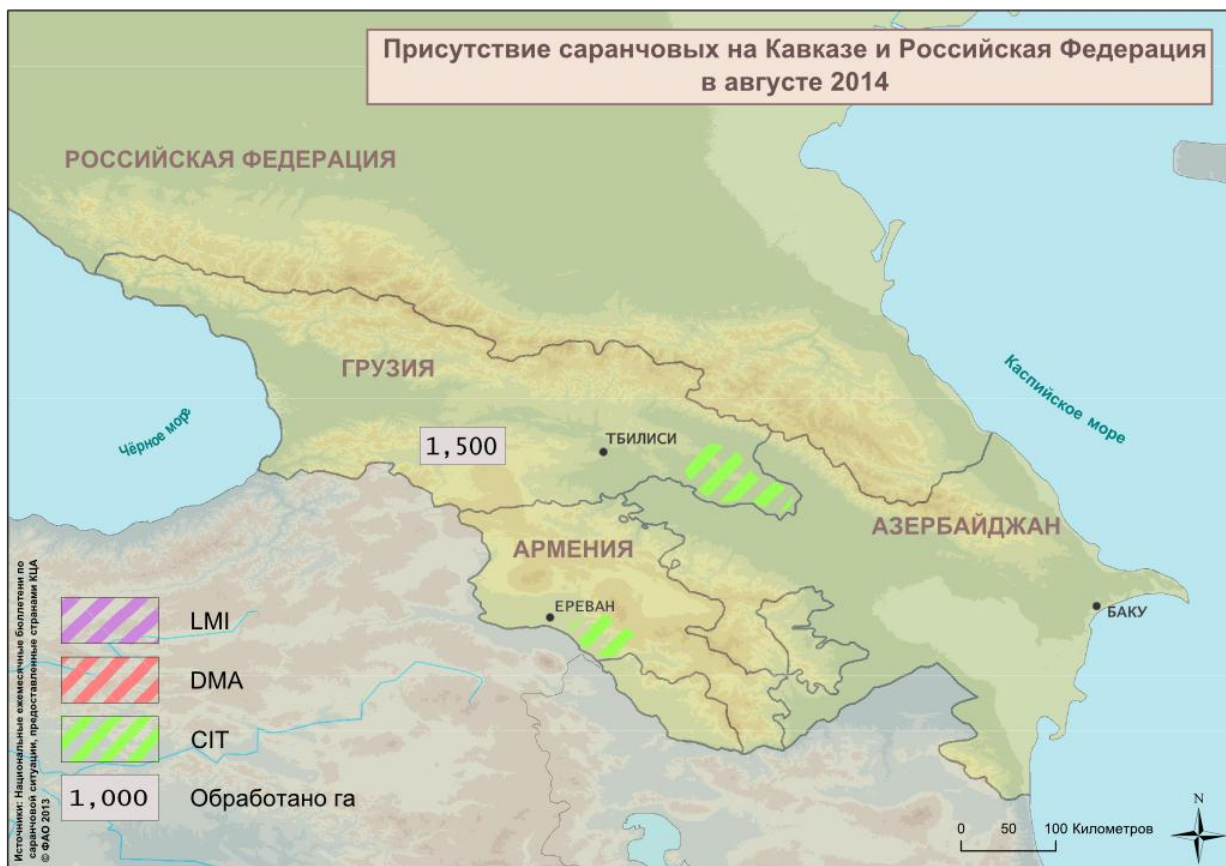 Присутствие саранчовых на Кавказе и Российская Федерация
в августе 2014
РОССИЙСКАЯ ФЕДЕРАЦИЯ
ГРУЗИЯ
Каспийское море
Чёрное море
1,500
ТБИЛИСИ
АЗЕРБАЙДЖАН
АРМЕНИЯ
ЕРЕВАН
БАКУ
LMI
DMA
CIT
1,000 Обработано га
Источники: Национальные ежемесячные бюллетени по
саранчовой ситуации, предоставленные странами КЦА
© ФАО 2013
N
0 50 100 Километров